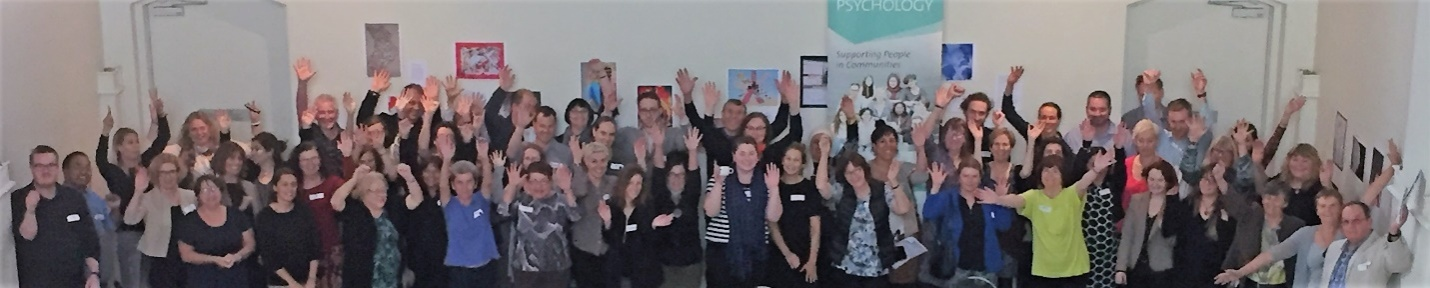 PSYCHOLOGY
Supporting People
in Communities